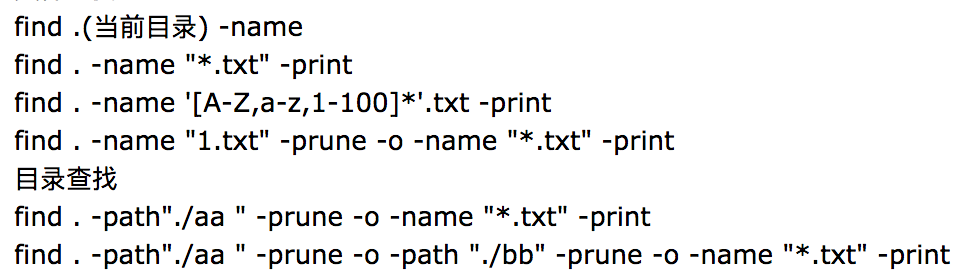 find .(当前目录) -name
find . -name "*.txt" -print
find . -name '[A-Z,a-z,1-100]*'.txt -print
find . -name "1.txt" -prune -o -name "*.txt" -print
目录查找
find . -path"./aa " -prune -o -name "*.txt" -print
find . -path"./aa " -prune -o -path "./bb" -prune -o -name "*.txt" -print